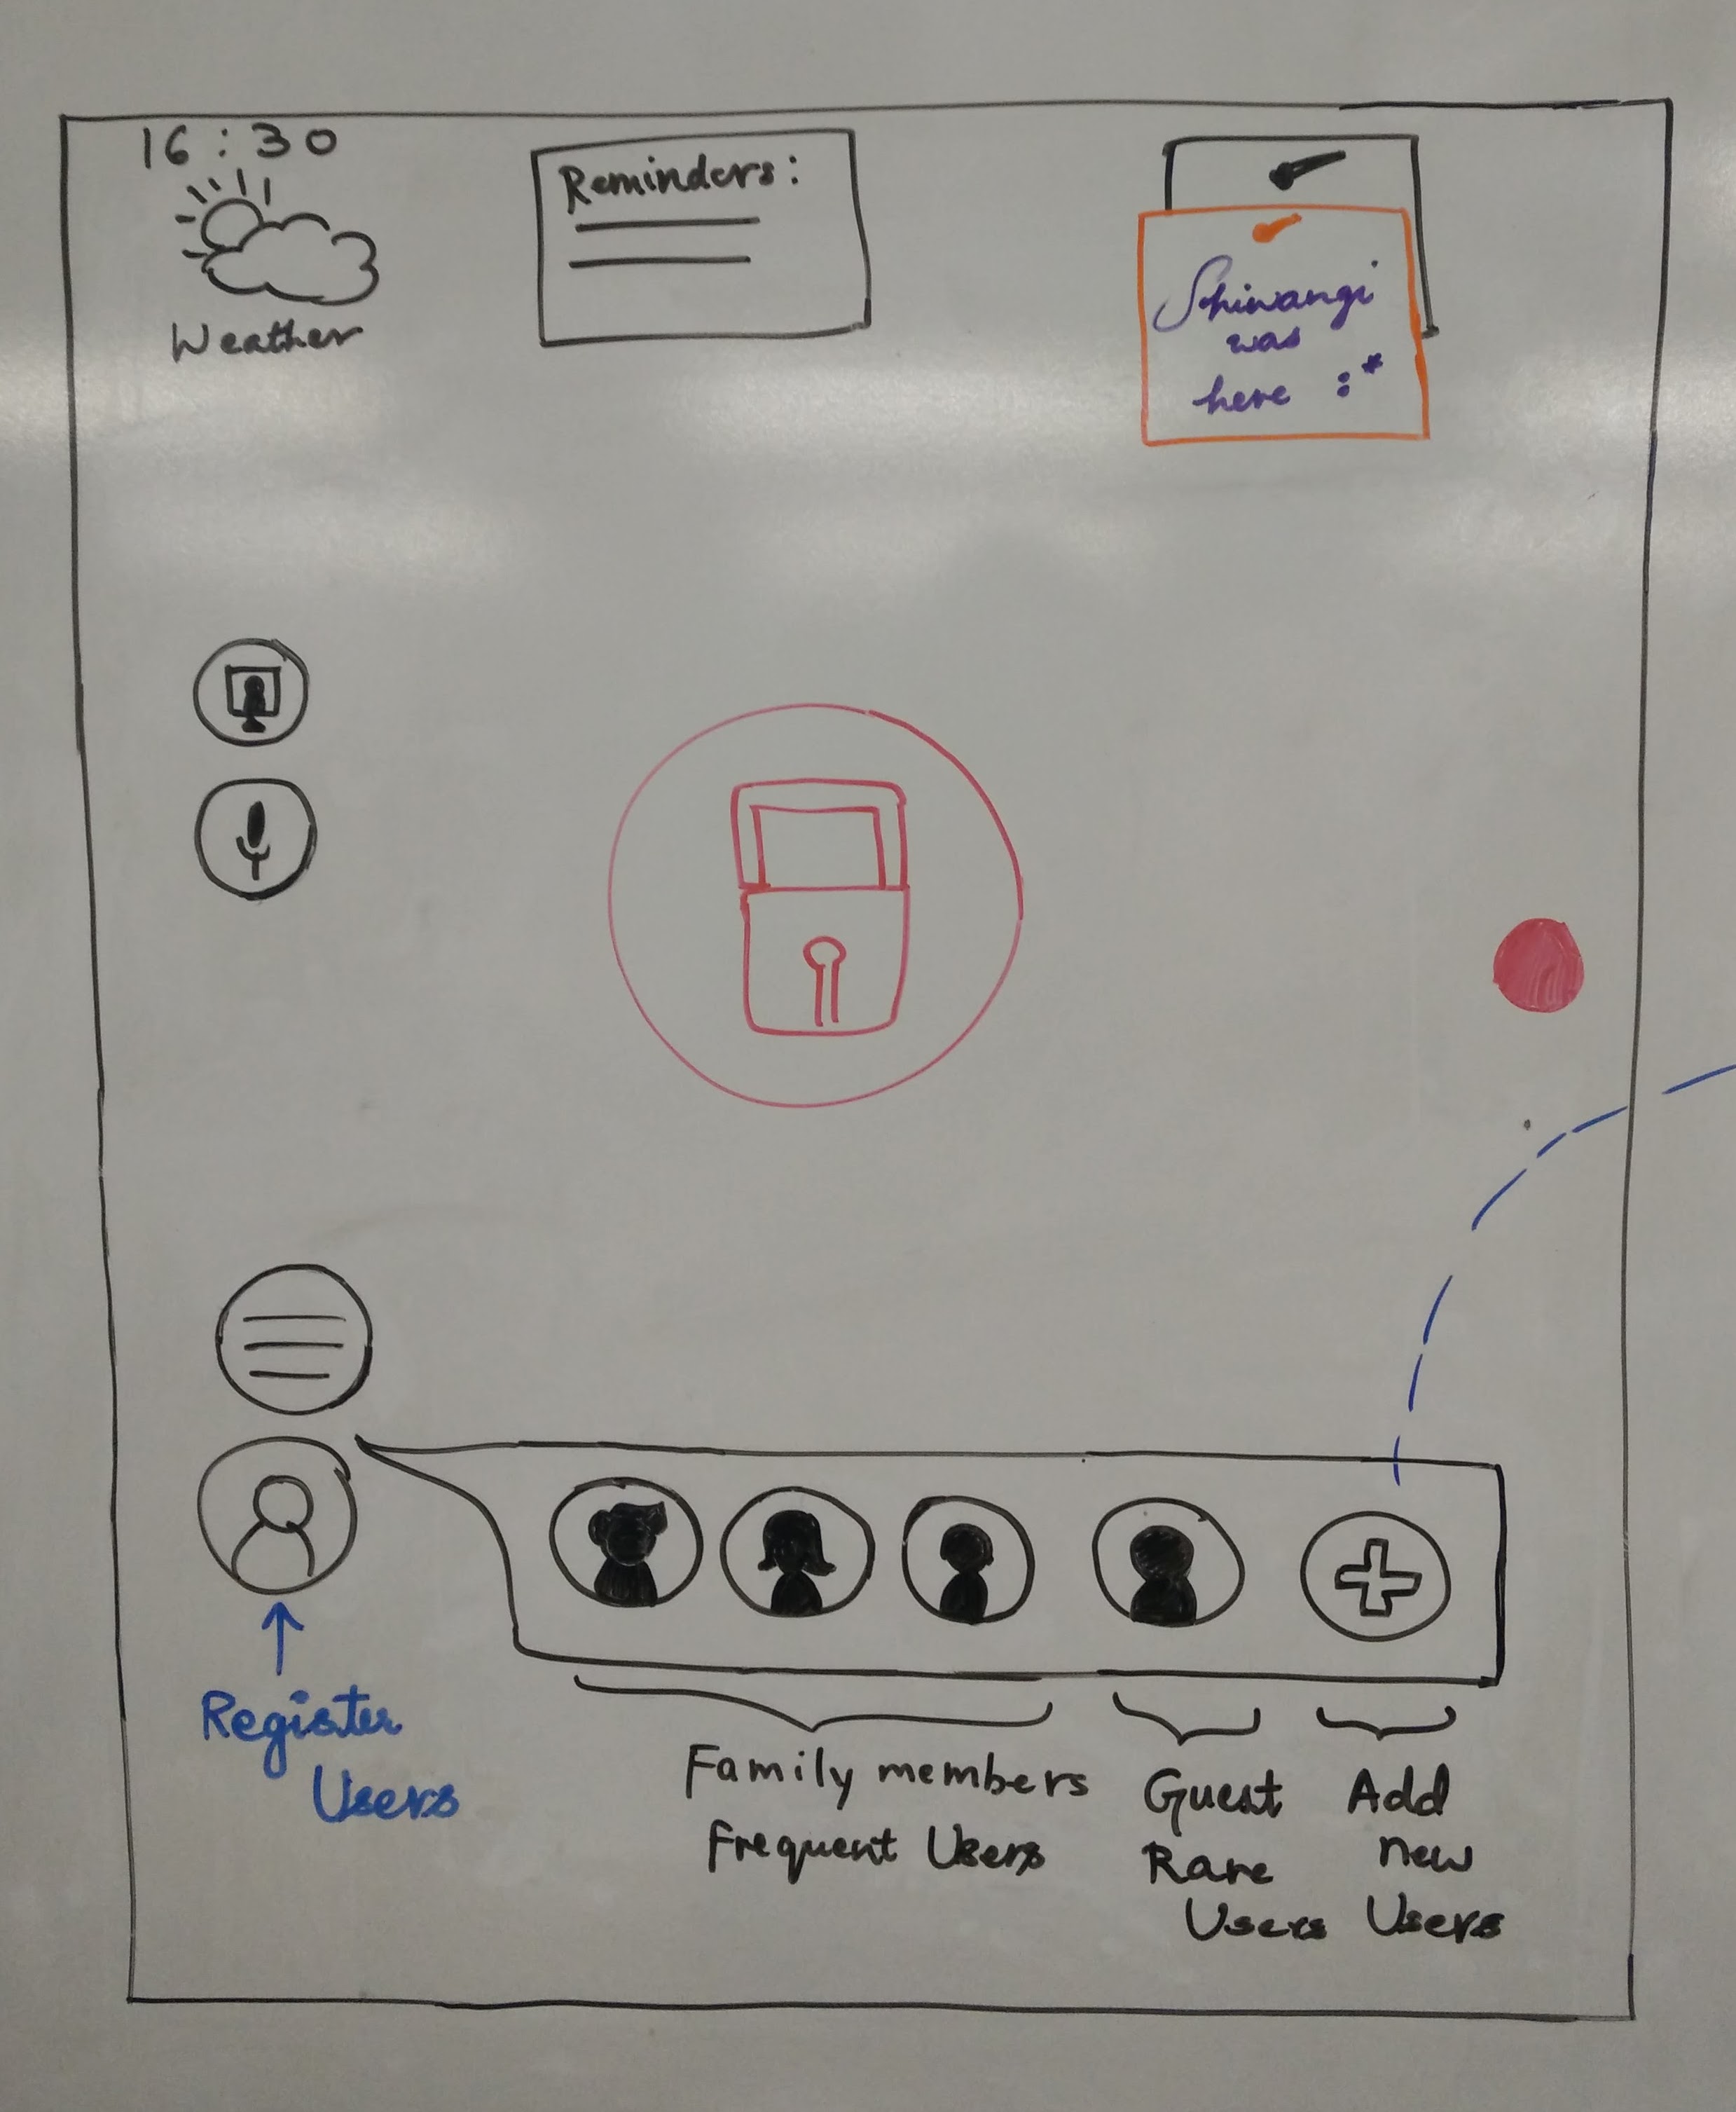 16:30
Weather
Reminders:
Shiwangi
was
here :*
Register
Users
Family members
Frequent Users
Guest
Rare
Users
Add
new
Users